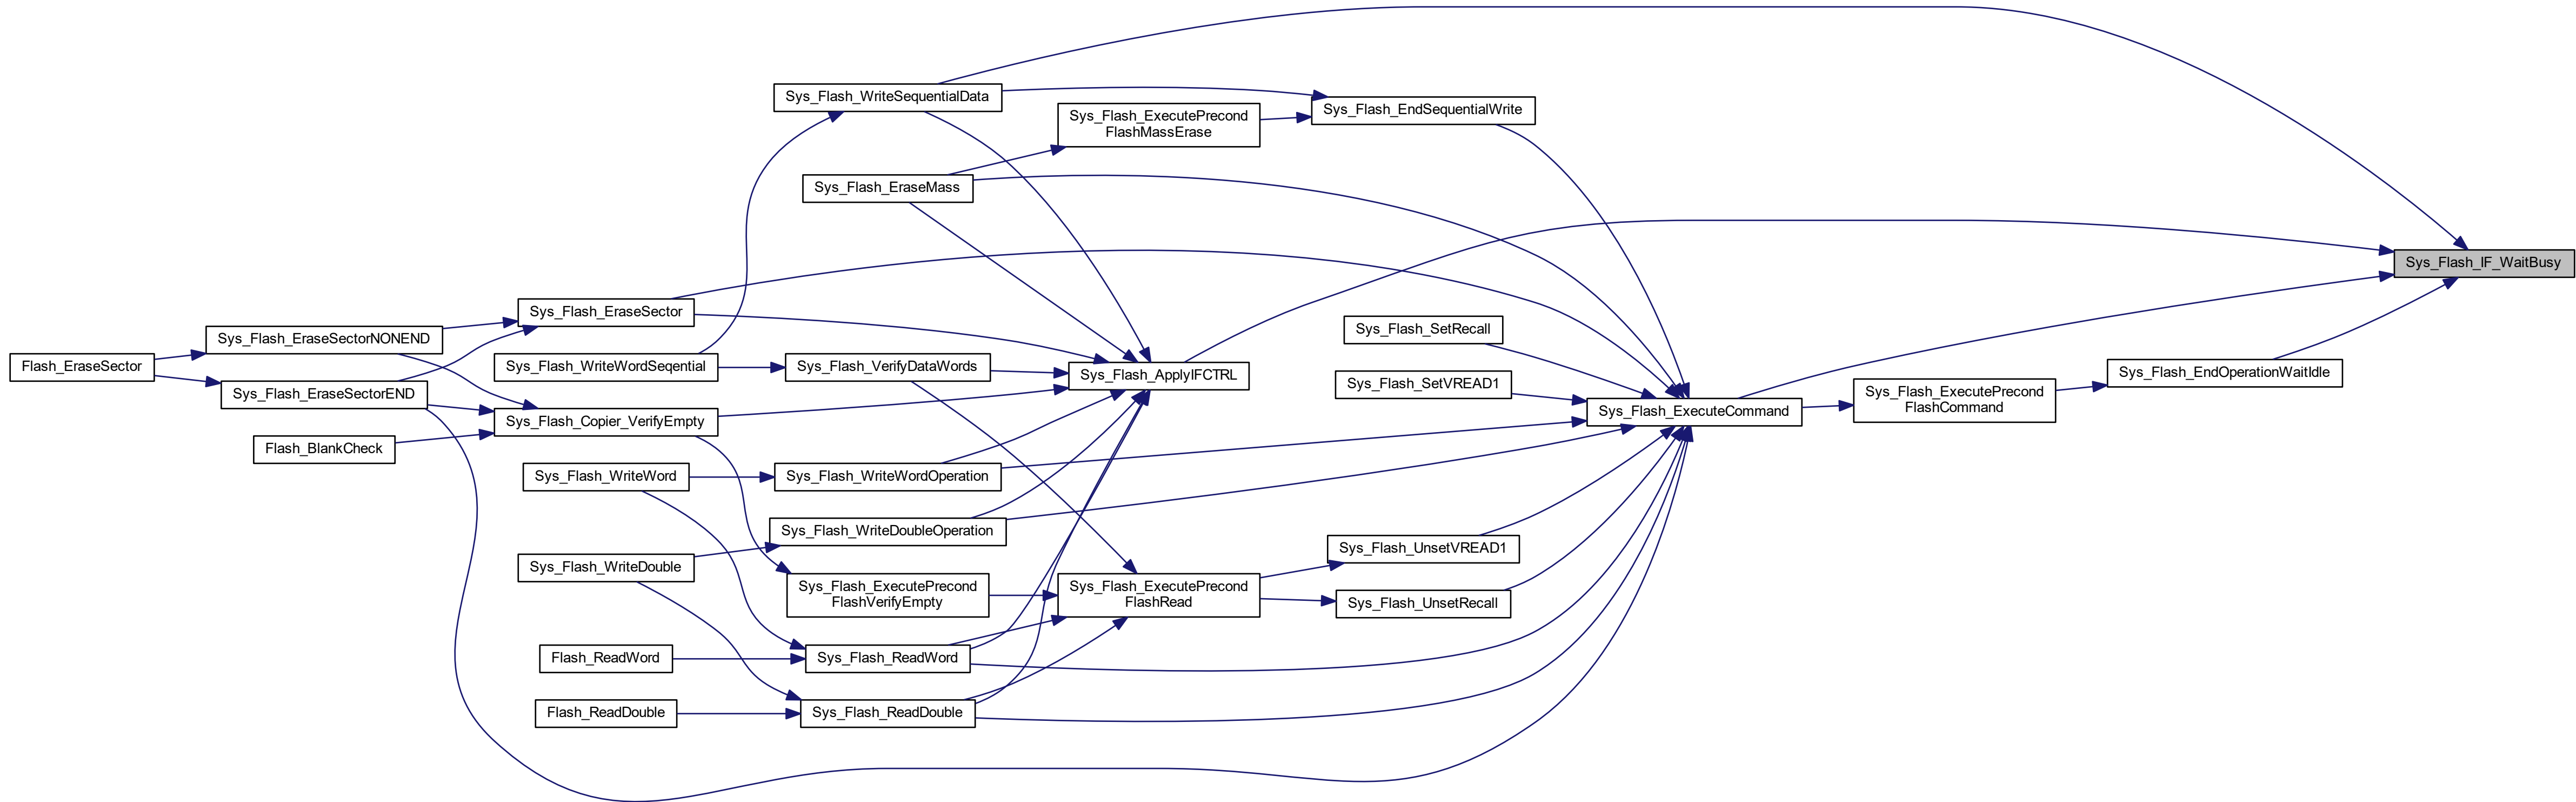 Sys_Flash_WriteSequentialData
Sys_Flash_EndSequentialWrite
Sys_Flash_ExecutePrecond
FlashMassErase
Sys_Flash_EraseMass
Sys_Flash_IF_WaitBusy
Sys_Flash_EraseSector
Sys_Flash_SetRecall
Sys_Flash_EraseSectorNONEND
Flash_EraseSector
Sys_Flash_WriteWordSeqential
Sys_Flash_VerifyDataWords
Sys_Flash_ApplyIFCTRL
Sys_Flash_EndOperationWaitIdle
Sys_Flash_SetVREAD1
Sys_Flash_EraseSectorEND
Sys_Flash_ExecutePrecond
FlashCommand
Sys_Flash_ExecuteCommand
Sys_Flash_Copier_VerifyEmpty
Flash_BlankCheck
Sys_Flash_WriteWord
Sys_Flash_WriteWordOperation
Sys_Flash_WriteDoubleOperation
Sys_Flash_UnsetVREAD1
Sys_Flash_WriteDouble
Sys_Flash_ExecutePrecond
FlashVerifyEmpty
Sys_Flash_ExecutePrecond
FlashRead
Sys_Flash_UnsetRecall
Flash_ReadWord
Sys_Flash_ReadWord
Flash_ReadDouble
Sys_Flash_ReadDouble